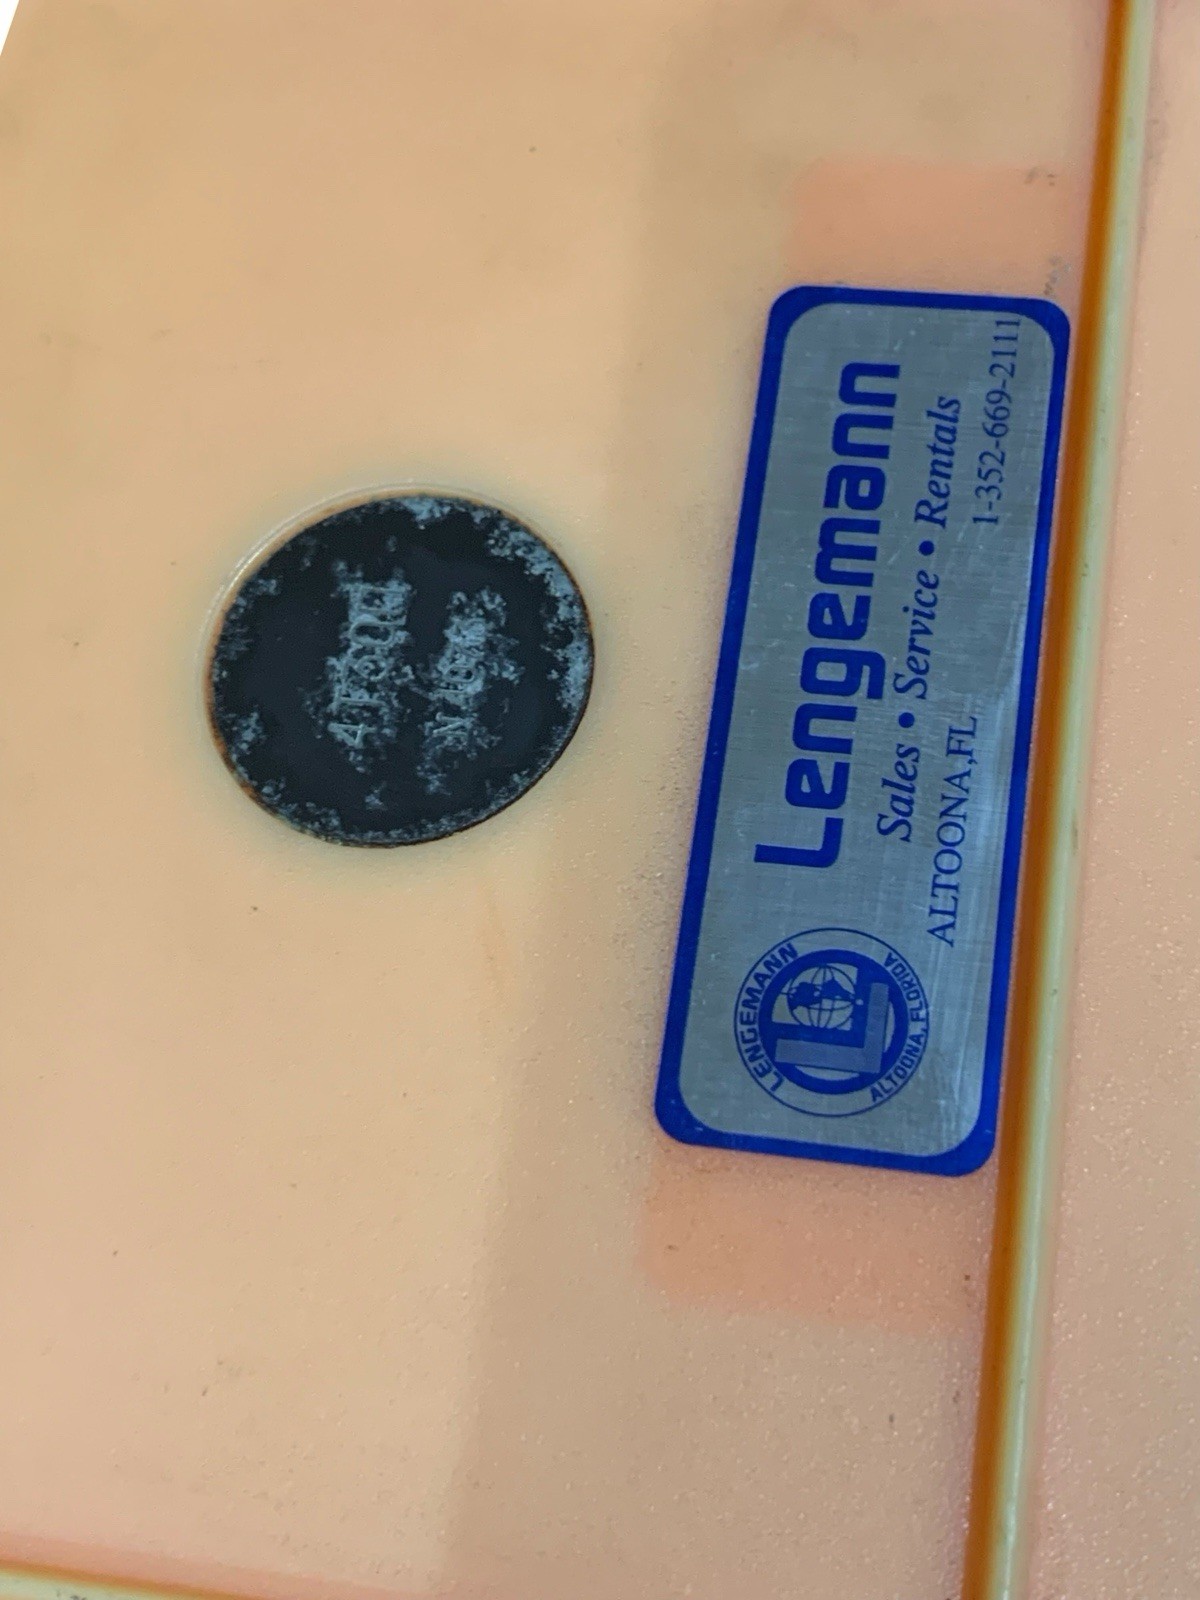 Lengemann
Sales • Service • Rentals
ALTOONA,FL 1-352-669-2111
LENGEMANN
L
ALTOONA, FLORIDA